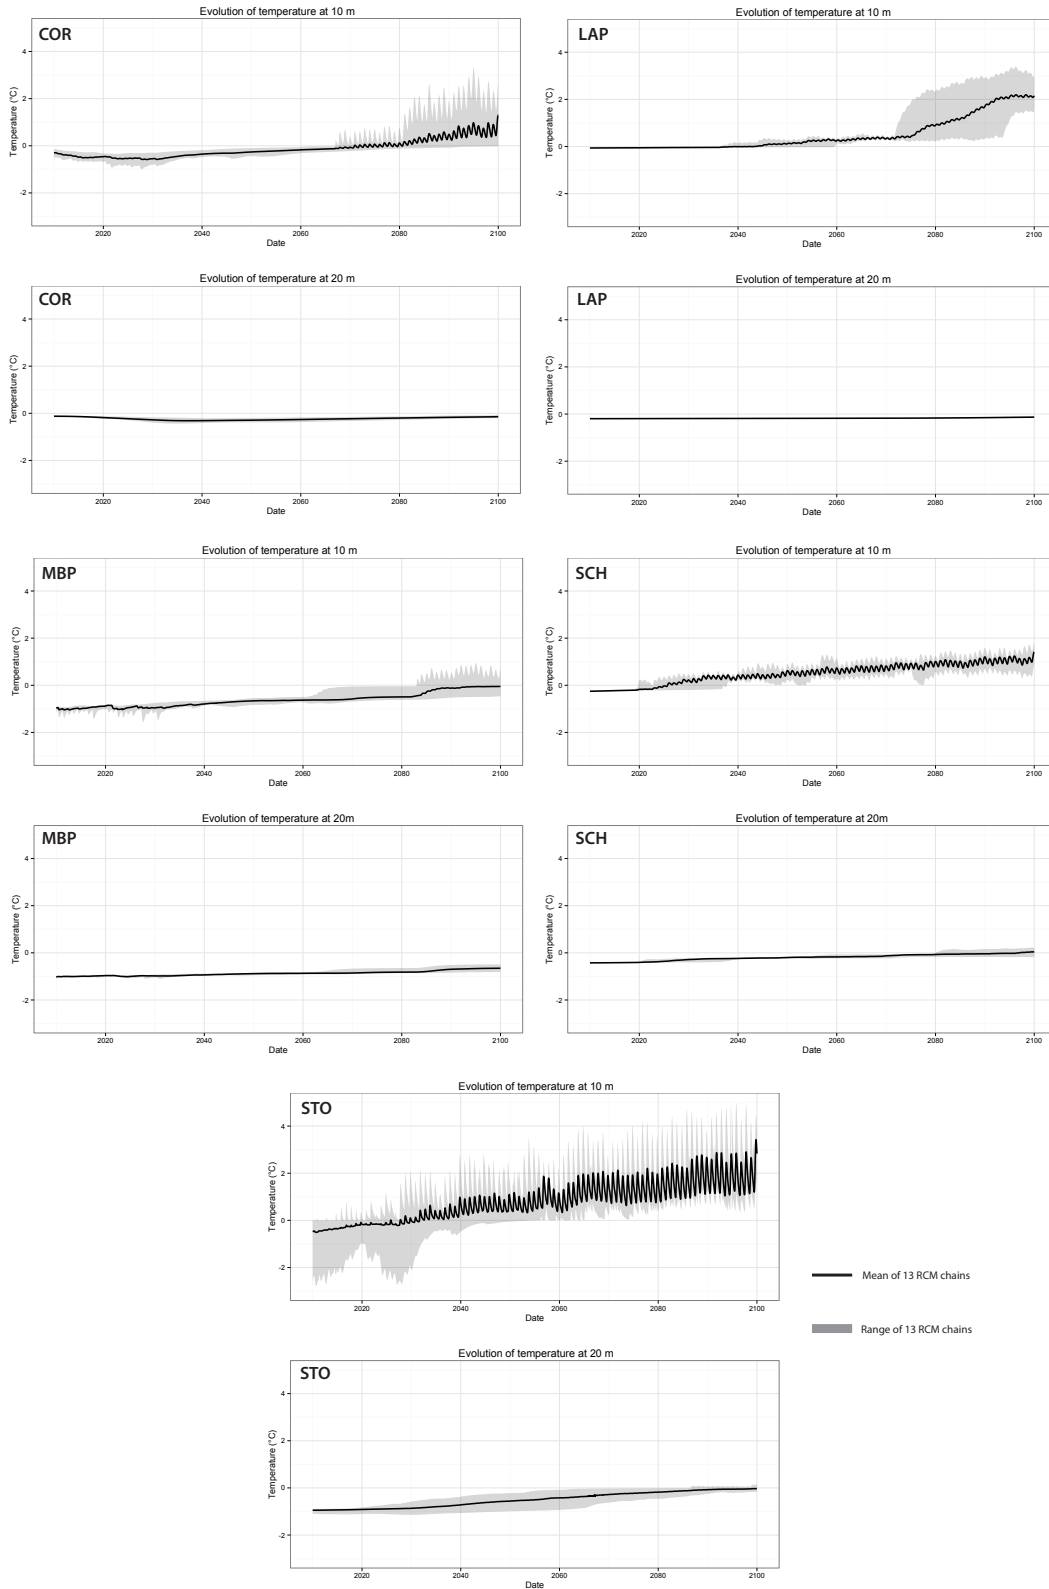 Evolution of temperature at 10 m
COR
Temperature (°C)
4
2
0
-2
2020 2040 2060 2080 2100
Date
Evolution of temperature at 10 m
LAP
Temperature (°C)
4
2
0
-2
2020 2040 2060 2080 2100
Date
Evolution of temperature at 20 m
COR
Temperature (°C)
4
2
0
-2
2020 2040 2060 2080 2100
Date
Evolution of temperature at 20 m
LAP
Temperature (°C)
4
2
0
-2
2020 2040 2060 2080 2100
Date
Evolution of temperature at 10 m
MBP
Temperature (°C)
4
2
0
-2
2020 2040 2060 2080 2100
Date
Evolution of temperature at 10 m
SCH
Temperature (°C)
4
2
0
-2
2020 2040 2060 2080 2100
Date
Evolution of temperature at 20m
MBP
Temperature (°C)
4
2
0
-2
2020 2040 2060 2080 2100
Date
Evolution of temperature at 20m
SCH
Temperature (°C)
4
2
0
-2
2020 2040 2060 2080 2100
Date
Evolution of temperature at 10 m
STO
Temperature (°C)
4
2
0
-2
2020 2040 2060 2080 2100
Date
Mean of 13 RCM chains
Range of 13 RCM chains
Evolution of temperature at 20 m
STO
Temperature (°C)
4
2
0
-2
2020 2040 2060 2080 2100
Date